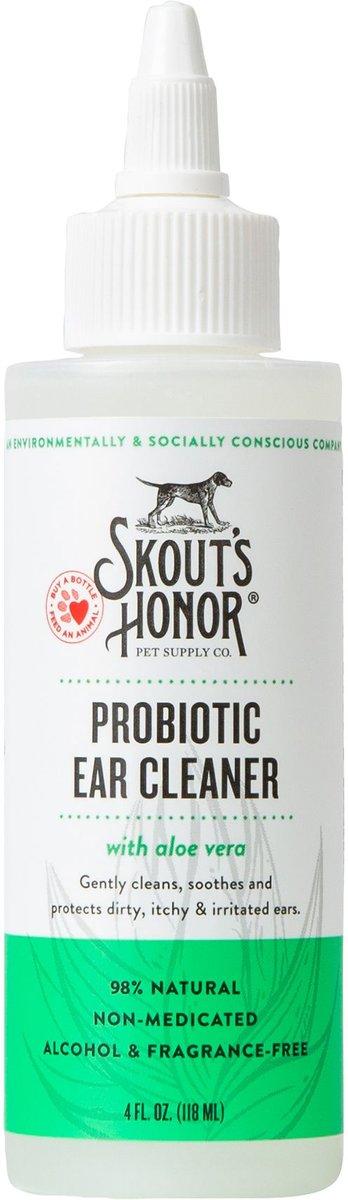 AN ENVIRONMENTALLY & SOCIALLY CONSCIOUS COMPANY
SKOUT'S
HONOR®
PET SUPPLY CO.
BUY A BOTTLE
FEED AN ANIMAL
PROBIOTIC
EAR CLEANER
with aloe vera
Gently cleans, soothes and
protects dirty, itchy & irritated ears.
98% NATURAL
NON-MEDICATED
ALCOHOL & FRAGRANCE-FREE
4 FL. OZ. (118 ML)